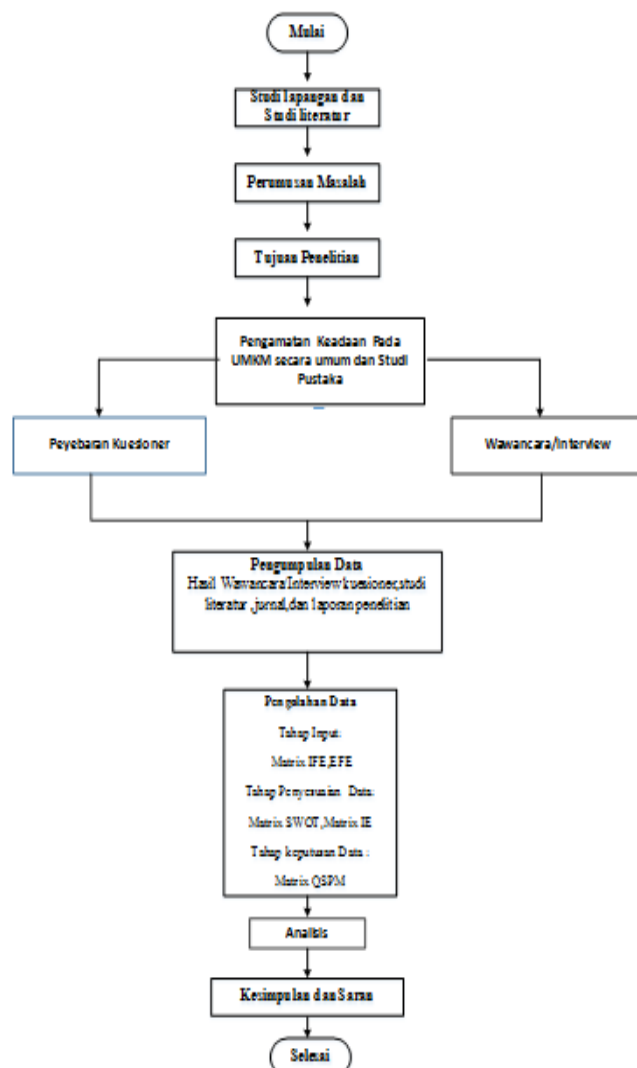 Mulai
Studi lapangan dan
Studi literatur
Perumusan Masalah
Tujuan Penelitian
Pengamatan Keadaan Pada
UMKM secara umum dan Studi
Pustaka
Peyebaran Kuesioner
Wawancara/Interview
Pengumpulan Data
Hasil Wawancara/Interview kuesioner,studi
literatur ,jurnal,dan laporan penelitian
Pengolahan Data
Tahap Input:
Matrix IFE,EFE
Tahap Penyesuaian Data:
Matrix SWOT,Matrix IE
Tahap keputusan Data :
Matrix QSPM
Analisis
Kesimpulan dan Saran
Selesai